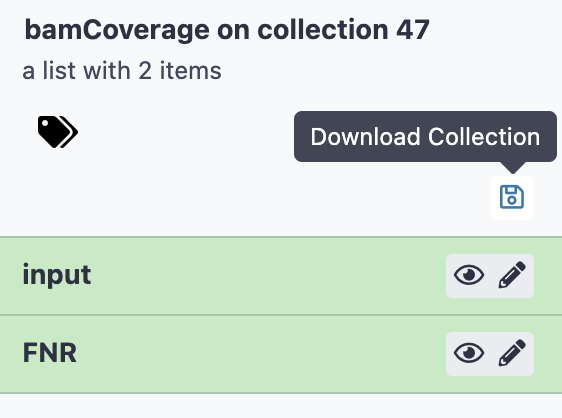 bamCoverage on collection 47
a list with 2 items
Download Collection
input
FNR